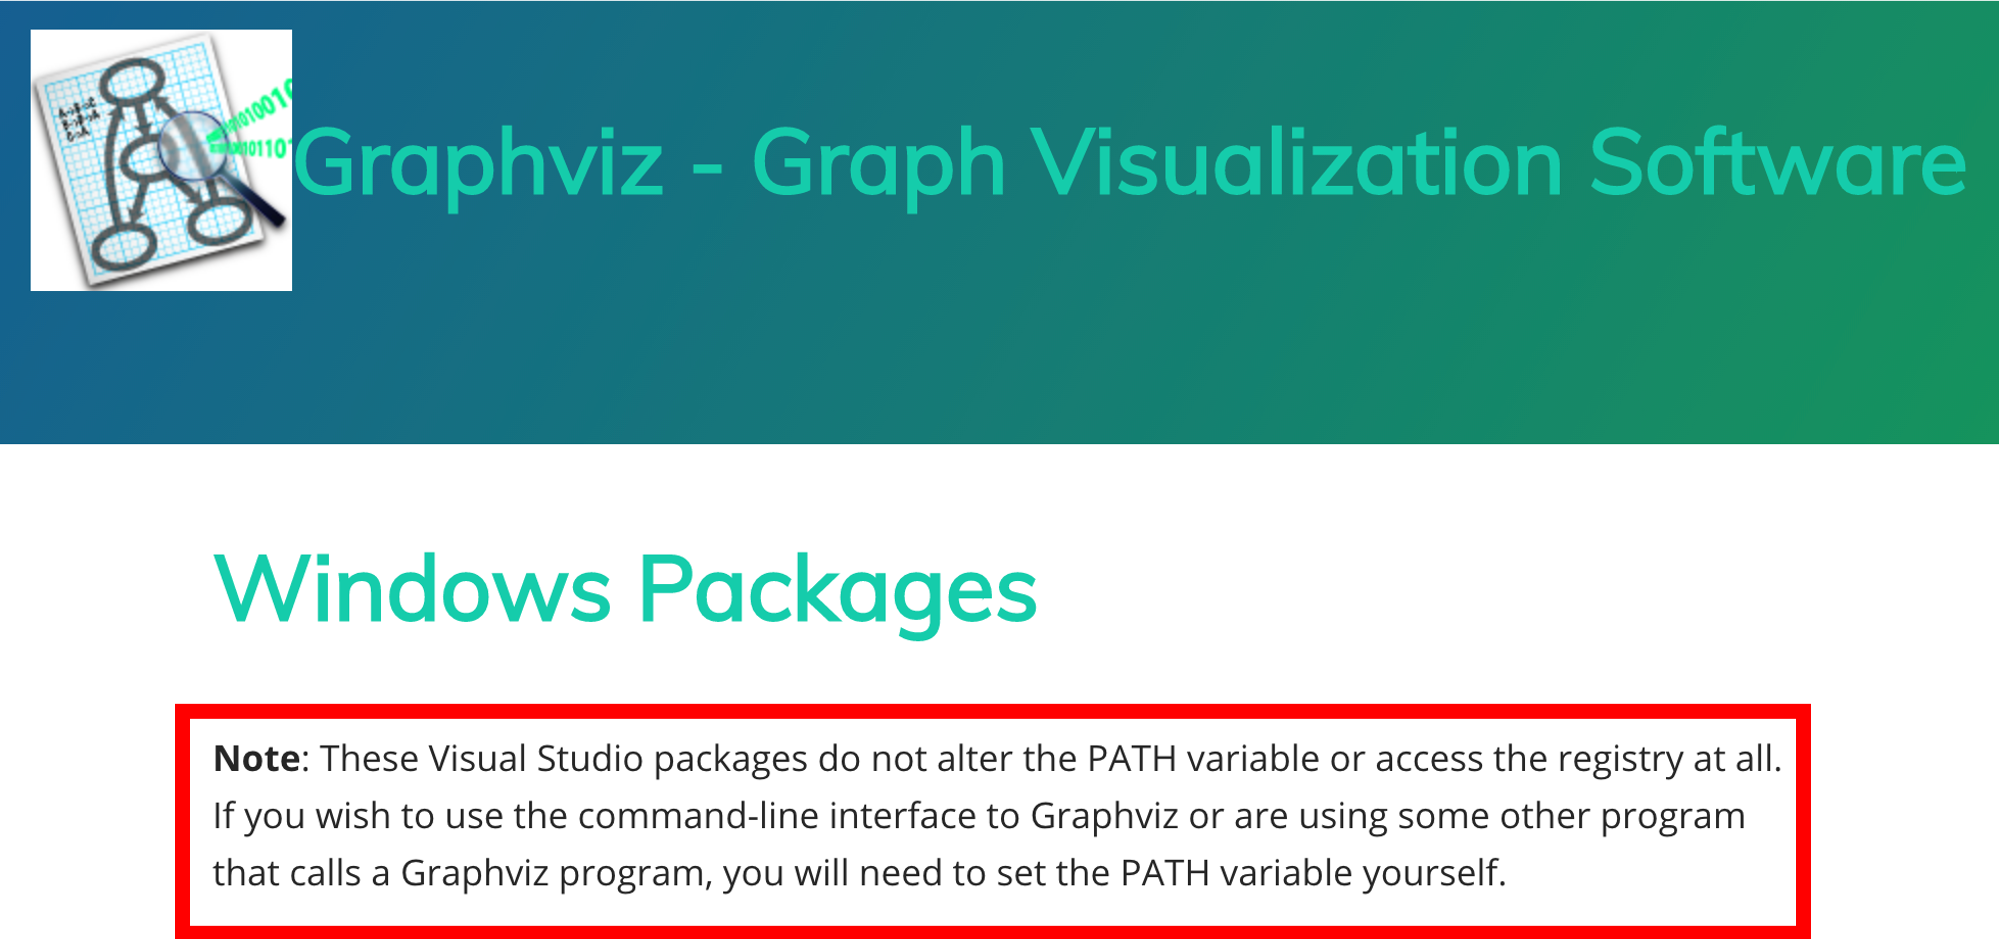 Graphviz - Graph Visualization Software
Windows Packages
Note: These Visual Studio packages do not alter the PATH variable or access the registry at all.
If you wish to use the command-line interface to Graphviz or are using some other program
that calls a Graphviz program, you will need to set the PATH variable yourself.